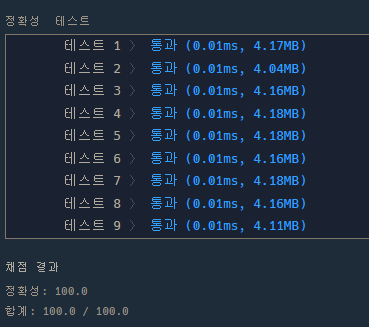 정확성 테스트
테스트 1 〉 통과 (0.01ms, 4.17MB)
테스트 2 〉 통과 (0.01ms, 4.04MB)
테스트 3 〉 통과 (0.01ms, 4.16MB)
테스트 4 〉 통과 (0.01ms, 4.18MB)
테스트 5 〉 통과 (0.01ms, 4.18MB)
테스트 6 〉 통과 (0.01ms, 4.16MB)
테스트 7 〉 통과 (0.01ms, 4.18MB)
테스트 8 〉 통과 (0.01ms, 4.16MB)
테스트 9 〉 통과 (0.01ms, 4.11MB)
채점 결과
정확성: 100.0
합계: 100.0 / 100.0